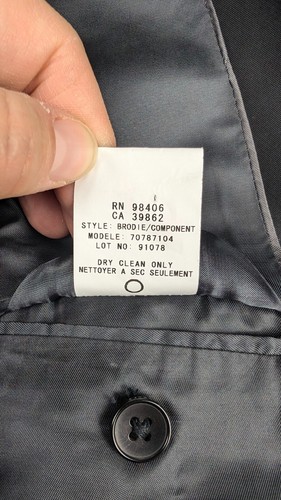 RN 98406
CA 39862
STYLE: BRODIE/COMPONENT
MODELE: 70787104
LOT NO: 91078
DRY CLEAN ONLY
NETTOYER A SEC SEULEMENT